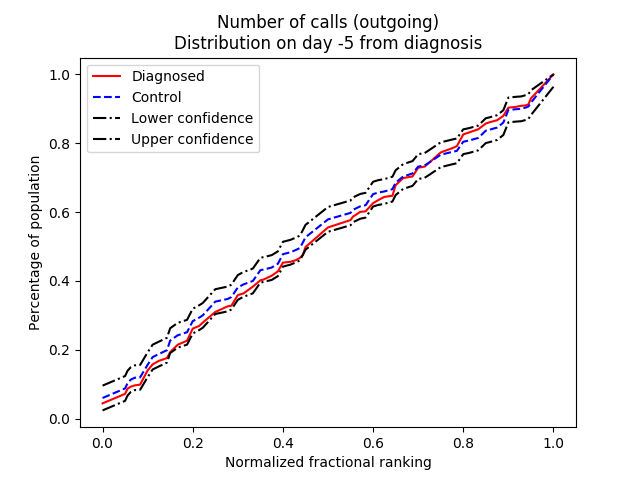 Number of calls (outgoing)
Distribution on day -5 from diagnosis
Diagnosed
Control
Lower confidence
Upper confidence
Percentage of population
1.0
0.8
0.6
0.4
0.2
0.0
0.0 0.2 0.4 0.6 0.8 1.0
Normalized fractional ranking